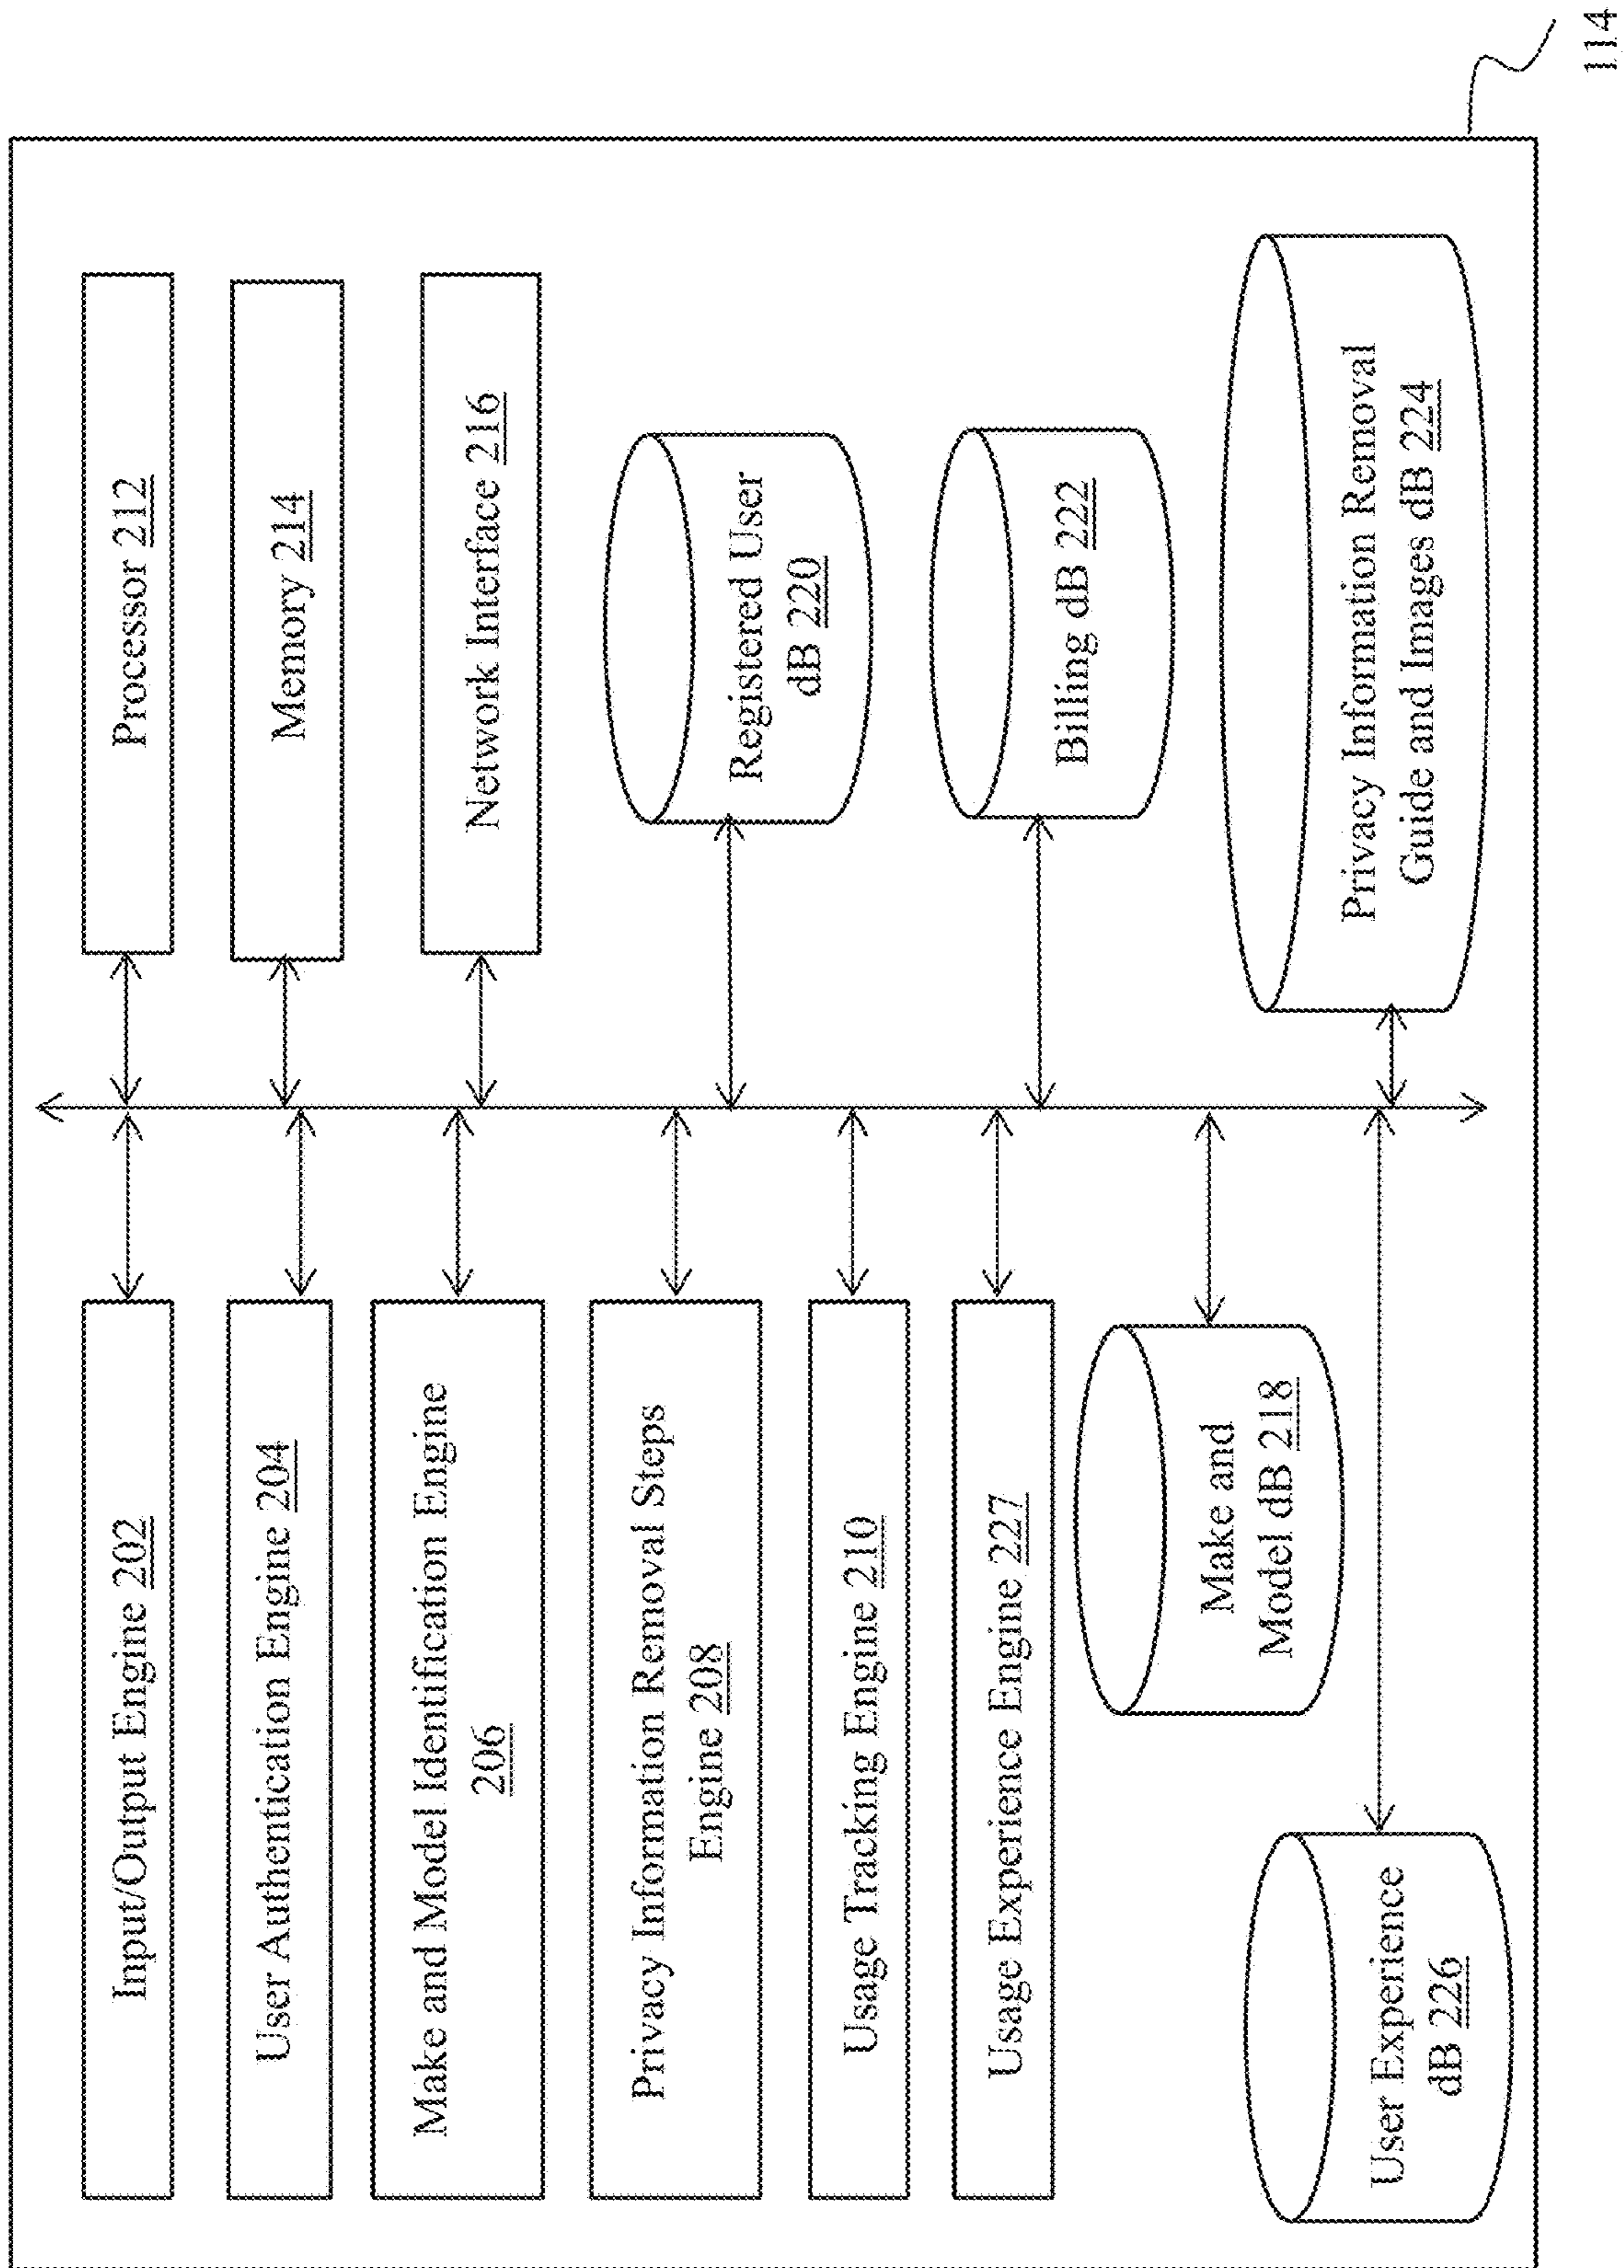 Input/Output Engine 202
User Authentication Engine 204
Make and Model Identification Engine
206
Privacy Information Removal Steps
Engine 208
Usage Tracking Engine 210
Usage Experience Engine 227
Make and
Model dB 218
User Experience
dB 226
Processor 212
Memory 214
Network Interface 216
Registered User
dB 220
Billing dB 222
Privacy Information Removal
Guide and Images dB 224
114